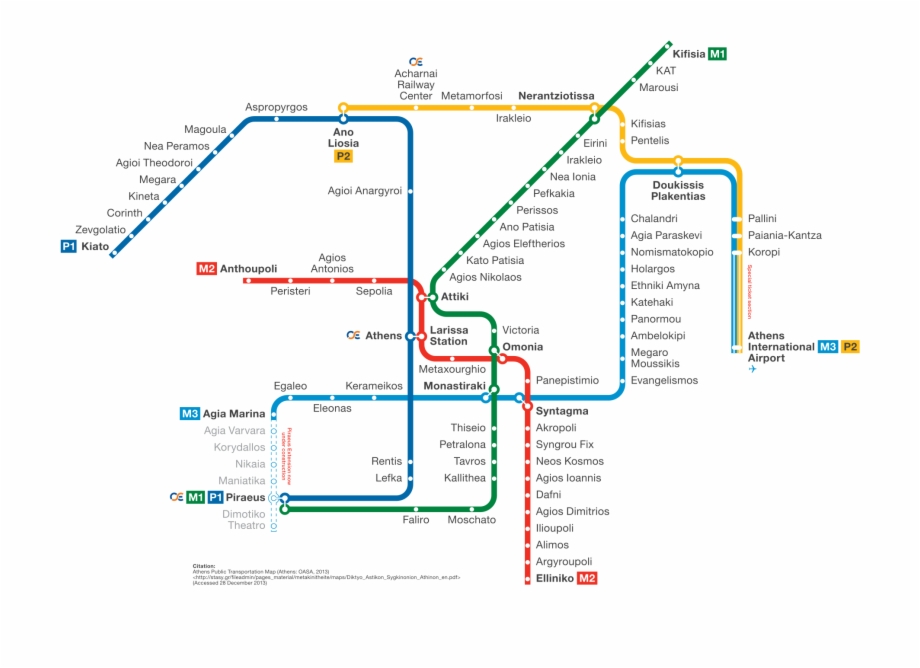 Kifisia M1
KAT
Marousi
OE
Acharnai
Railway
Center
Metamorfosi
Nerantziotissa
Irakleio
Aspropyrgos
Magoula
Nea Peramos
Agioi Theodoroi
Megara
Kineta
Corinth
Zevgolatio
P1 Kiato
Ano
Liosia
P2
Kifisias
Pentelis
Eirini
Irakleio
Nea Ionia
Pefkakia
Perissos
Ano Patisia
Agios Eleftherios
Kato Patisia
Agios Nikolaos
Agioi Anargyroi
Doukissis
Plakentias
Chalandri
Agia Paraskevi
Nomismatokopio
Holargos
Ethniki Amyna
Katehaki
Panormou
Ambelokipi
Megaro
Moussikis
Evangelismos
Pallini
Paiania-Kantza
Koropi
Special ticket section
Athens
International
Airport
M3 P2
M2 Anthoupoli
Peristeri
Agios
Antonios
Sepolia
Attiki
OE Athens
Larissa
Station
Victoria
Omonia
Metaxourghio
Monastiraki
Panepistimio
Egaleo
Eleonas
Kerameikos
Syntagma
M3 Agia Marina
Agia Varvara
Korydallos
Nikaia
Maniatika
Piraeus Extension now
under construction
OE M1 P1 Piraeus
Dimotiko
Theatro
Rentis
Lefka
Thiseio
Petralona
Tavros
Kallithea
Faliro
Moschato
Akropoli
Syngrou Fix
Neos Kosmos
Agios Ioannis
Dafni
Agios Dimitrios
Ilioupoli
Alimos
Argyroupoli
Elliniko M2
Citation:
Athens Public Transportation Map (Athens: OASA, 2013)
<http://stasy.gr/fileadmin/pages_material/metakinitheite/maps/Diktyo_Astikon_Sygkinonion_Athinon_en.pdf>
(Accessed 28 December 2013)